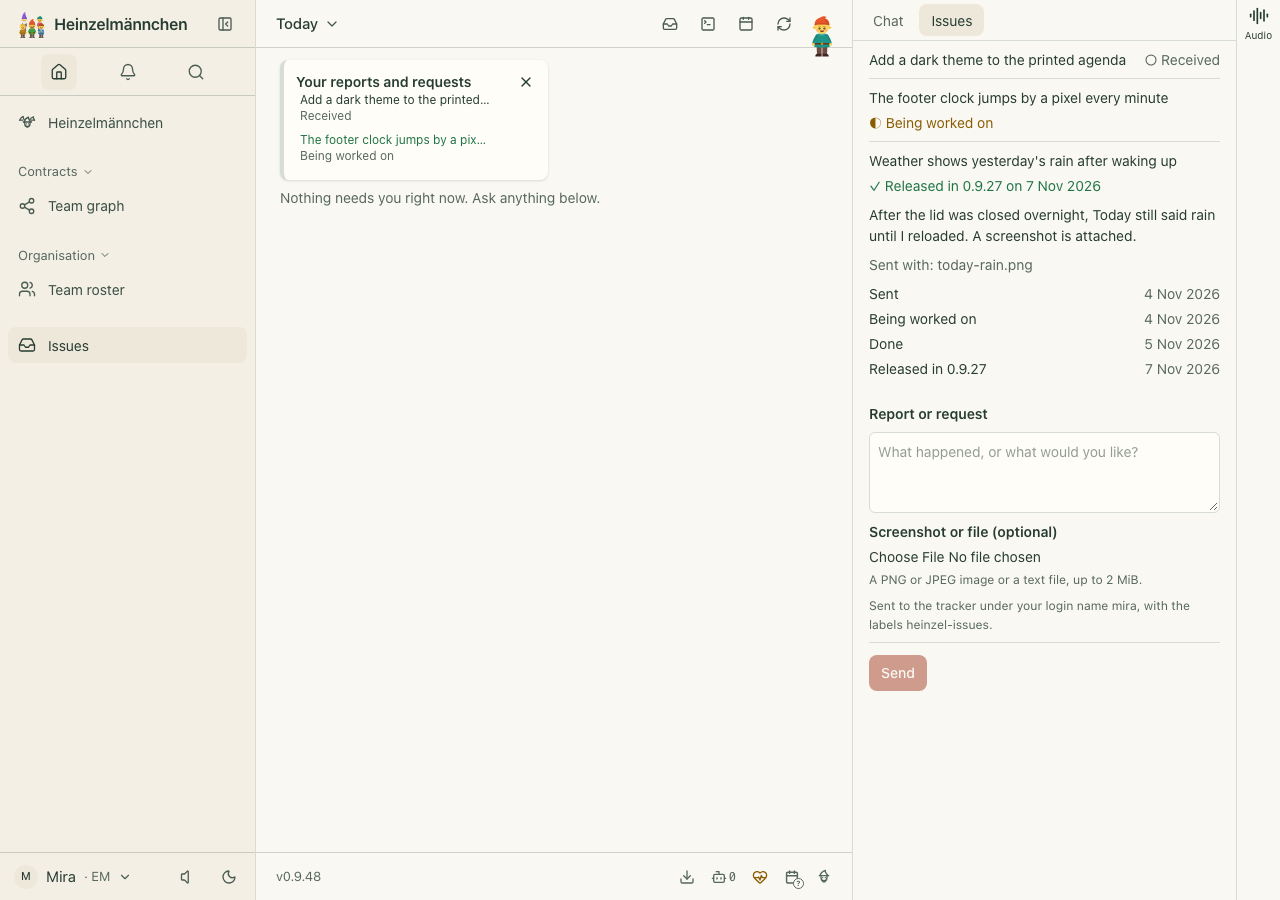 Heinzelmännchen
Heinzelmännchen
Contracts
Team graph
Organisation
Team roster
Issues
M
Mira
· EM
Today
Your reports and requests
Add a dark theme to the printed…
Received
The footer clock jumps by a pix…
Being worked on
Nothing needs you right now. Ask anything below.
v0.9.48
0
?
Chat
Issues
Add a dark theme to the printed agenda
Received
The footer clock jumps by a pixel every minute
Being worked on
Weather shows yesterday's rain after waking up
Released in 0.9.27 on 7 Nov 2026
After the lid was closed overnight, Today still said rain
until I reloaded. A screenshot is attached.
Sent with: today-rain.png
Sent 4 Nov 2026
Being worked on 4 Nov 2026
Done 5 Nov 2026
Released in 0.9.27 7 Nov 2026
Report or request
What happened, or what would you like?
Screenshot or file (optional)
Choose File No file chosen
A PNG or JPEG image or a text file, up to 2 MiB.
Sent to the tracker under your login name mira, with the
labels heinzel-issues.
Send
Audio